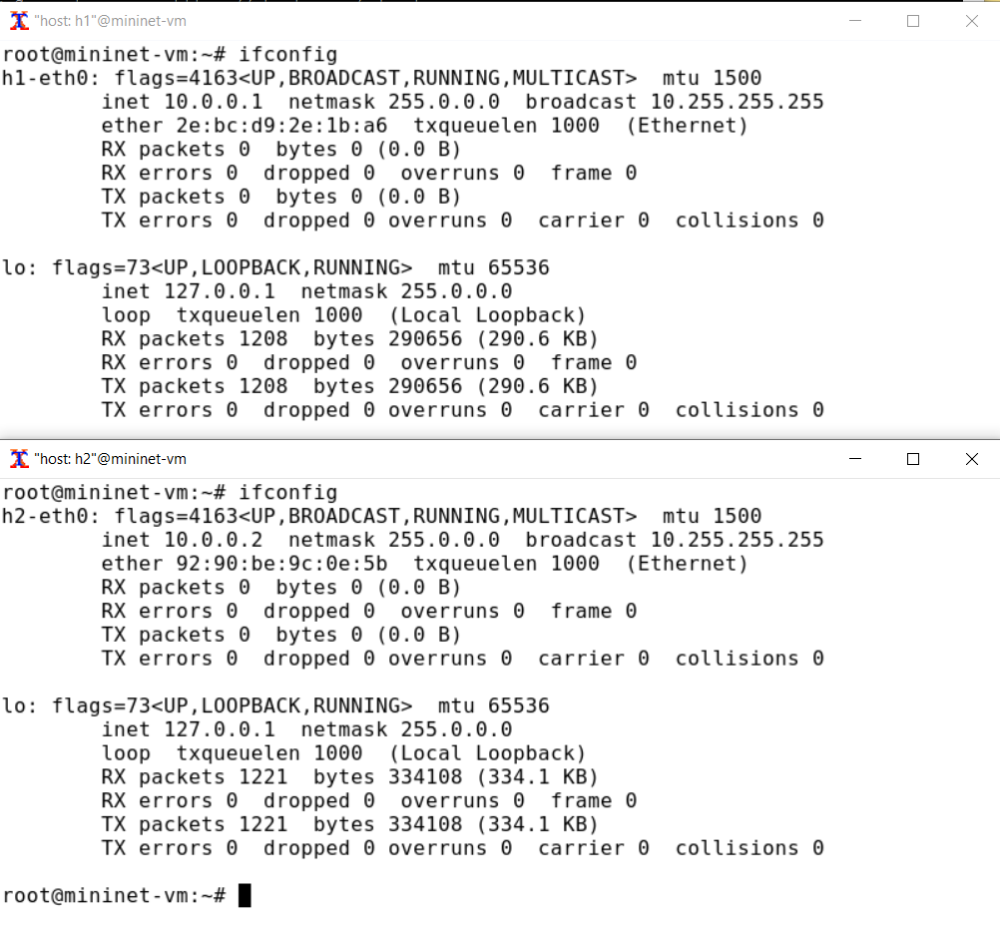 "host: h1"@mininet-vm
root@mininet-vm:~# ifconfig
h1-eth0: flags=4163<UP,BROADCAST,RUNNING,MULTICAST>  mtu 1500
        inet 10.0.0.1  netmask 255.0.0.0  broadcast 10.255.255.255
        ether 2e:bc:d9:2e:1b:a6  txqueuelen 1000  (Ethernet)
        RX packets 0  bytes 0 (0.0 B)
        RX errors 0  dropped 0  overruns 0  frame 0
        TX packets 0  bytes 0 (0.0 B)
        TX errors 0  dropped 0 overruns 0  carrier 0  collisions 0

lo: flags=73<UP,LOOPBACK,RUNNING>  mtu 65536
        inet 127.0.0.1  netmask 255.0.0.0
        loop  txqueuelen 1000  (Local Loopback)
        RX packets 1208  bytes 290656 (290.6 KB)
        RX errors 0  dropped 0  overruns 0  frame 0
        TX packets 1208  bytes 290656 (290.6 KB)
        TX errors 0  dropped 0 overruns 0  carrier 0  collisions 0

"host: h2"@mininet-vm
root@mininet-vm:~# ifconfig
h2-eth0: flags=4163<UP,BROADCAST,RUNNING,MULTICAST>  mtu 1500
        inet 10.0.0.2  netmask 255.0.0.0  broadcast 10.255.255.255
        ether 92:90:be:9c:0e:5b  txqueuelen 1000  (Ethernet)
        RX packets 0  bytes 0 (0.0 B)
        RX errors 0  dropped 0  overruns 0  frame 0
        TX packets 0  bytes 0 (0.0 B)
        TX errors 0  dropped 0 overruns 0  carrier 0  collisions 0

lo: flags=73<UP,LOOPBACK,RUNNING>  mtu 65536
        inet 127.0.0.1  netmask 255.0.0.0
        loop  txqueuelen 1000  (Local Loopback)
        RX packets 1221  bytes 334108 (334.1 KB)
        RX errors 0  dropped 0  overruns 0  frame 0
        TX packets 1221  bytes 334108 (334.1 KB)
        TX errors 0  dropped 0 overruns 0  carrier 0  collisions 0

root@mininet-vm:~#